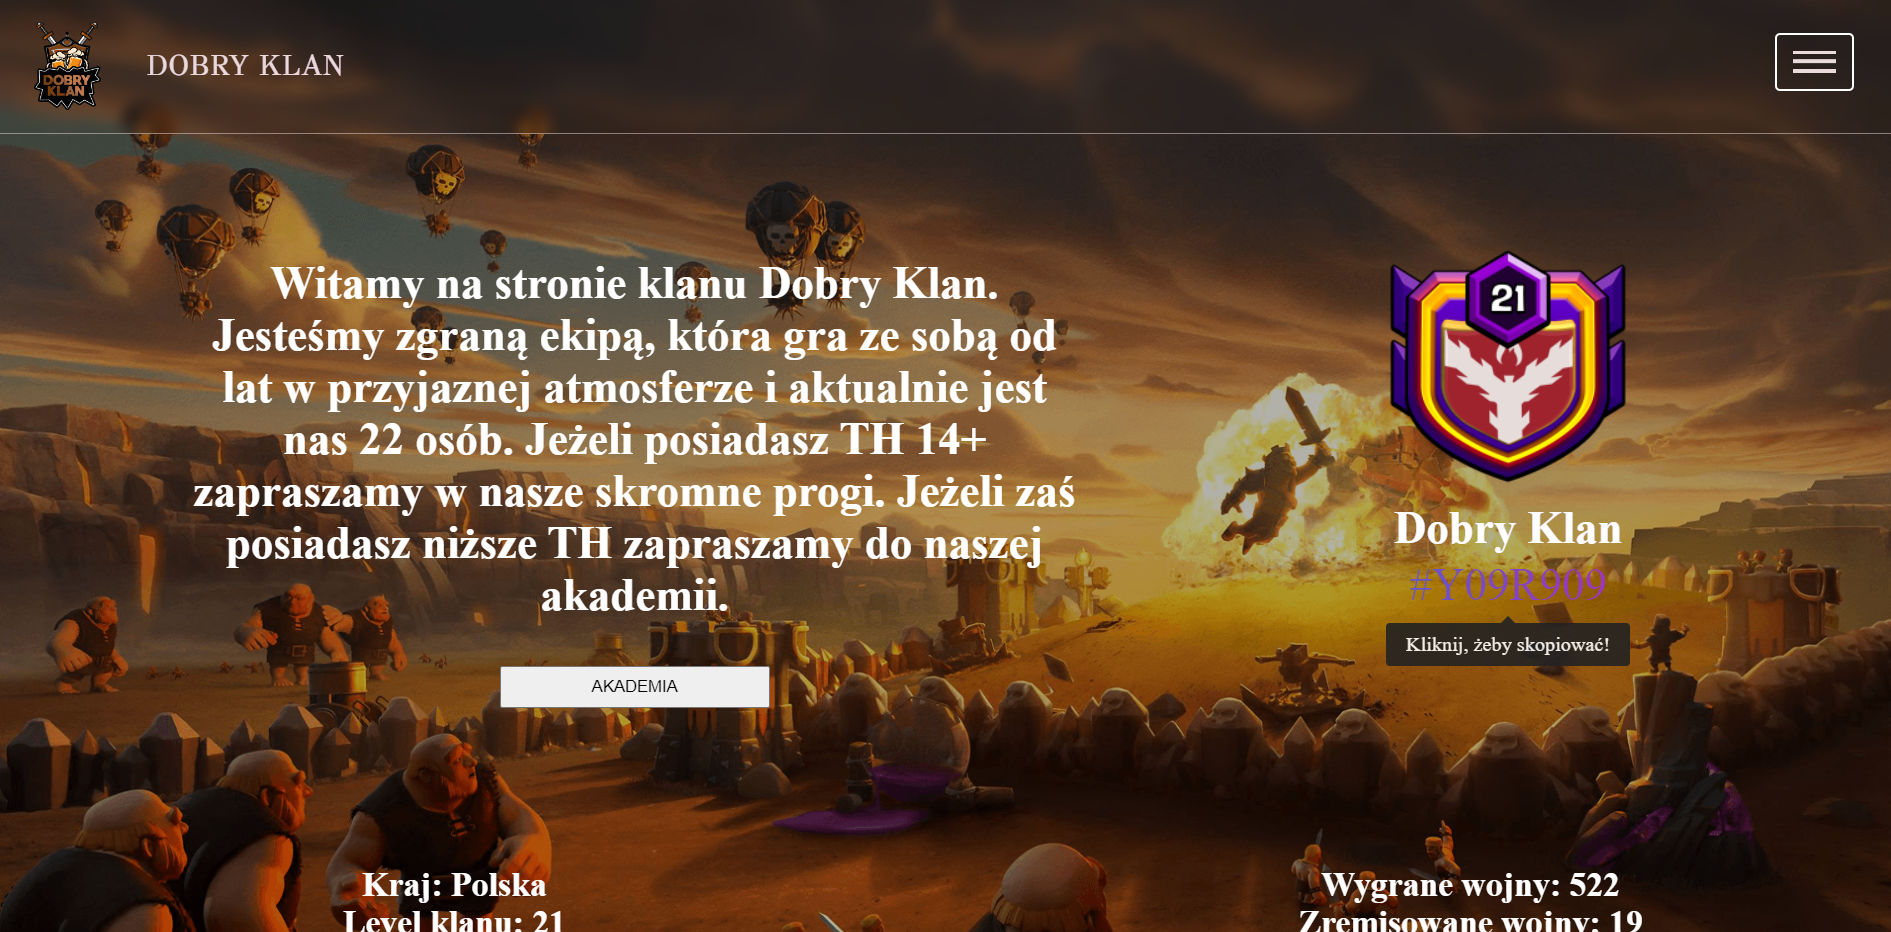 DOBRY
KLAN
DOBRY KLAN
Witamy na stronie klanu Dobry Klan.
Jesteśmy zgraną ekipą, która gra ze sobą od
lat w przyjaznej atmosferze i aktualnie jest
nas 22 osób. Jeżeli posiadasz TH 14+
zapraszamy w nasze skromne progi. Jeżeli zaś
posiadasz niższe TH zapraszamy do naszej
akademii.
AKADEMIA
21
Dobry Klan
#Y09R909
Kliknij, żeby skopiować!
Kraj: Polska
Level klanu: 21
Wygrane wojny: 522
Zremisowane wojny: 19